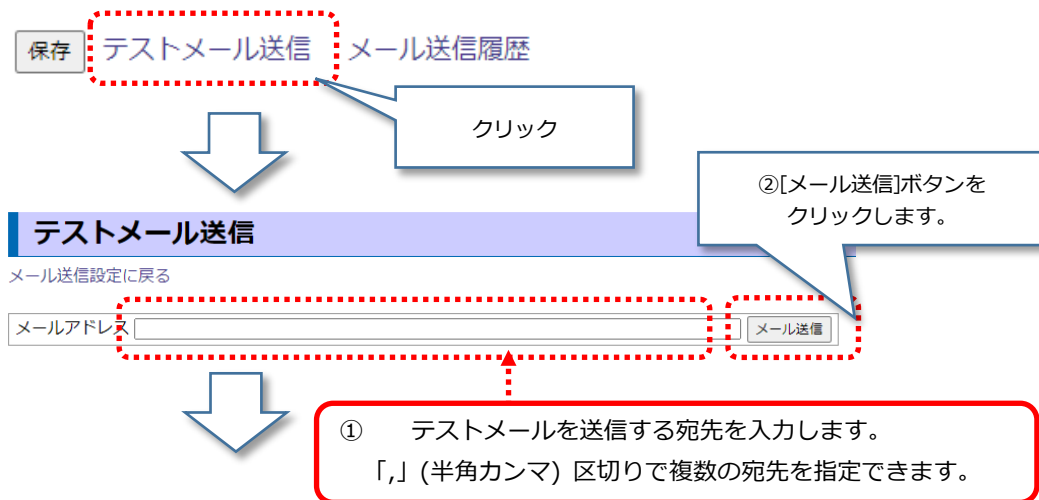 保存 テストメール送信 メール送信履歴
クリック
②[メール送信]ボタンを
クリックします。
テストメール送信
メール送信設定に戻る
メールアドレス メール送信
① テストメールを送信する宛先を入力します。
「,」(半角カンマ) 区切りで複数の宛先を指定できます。